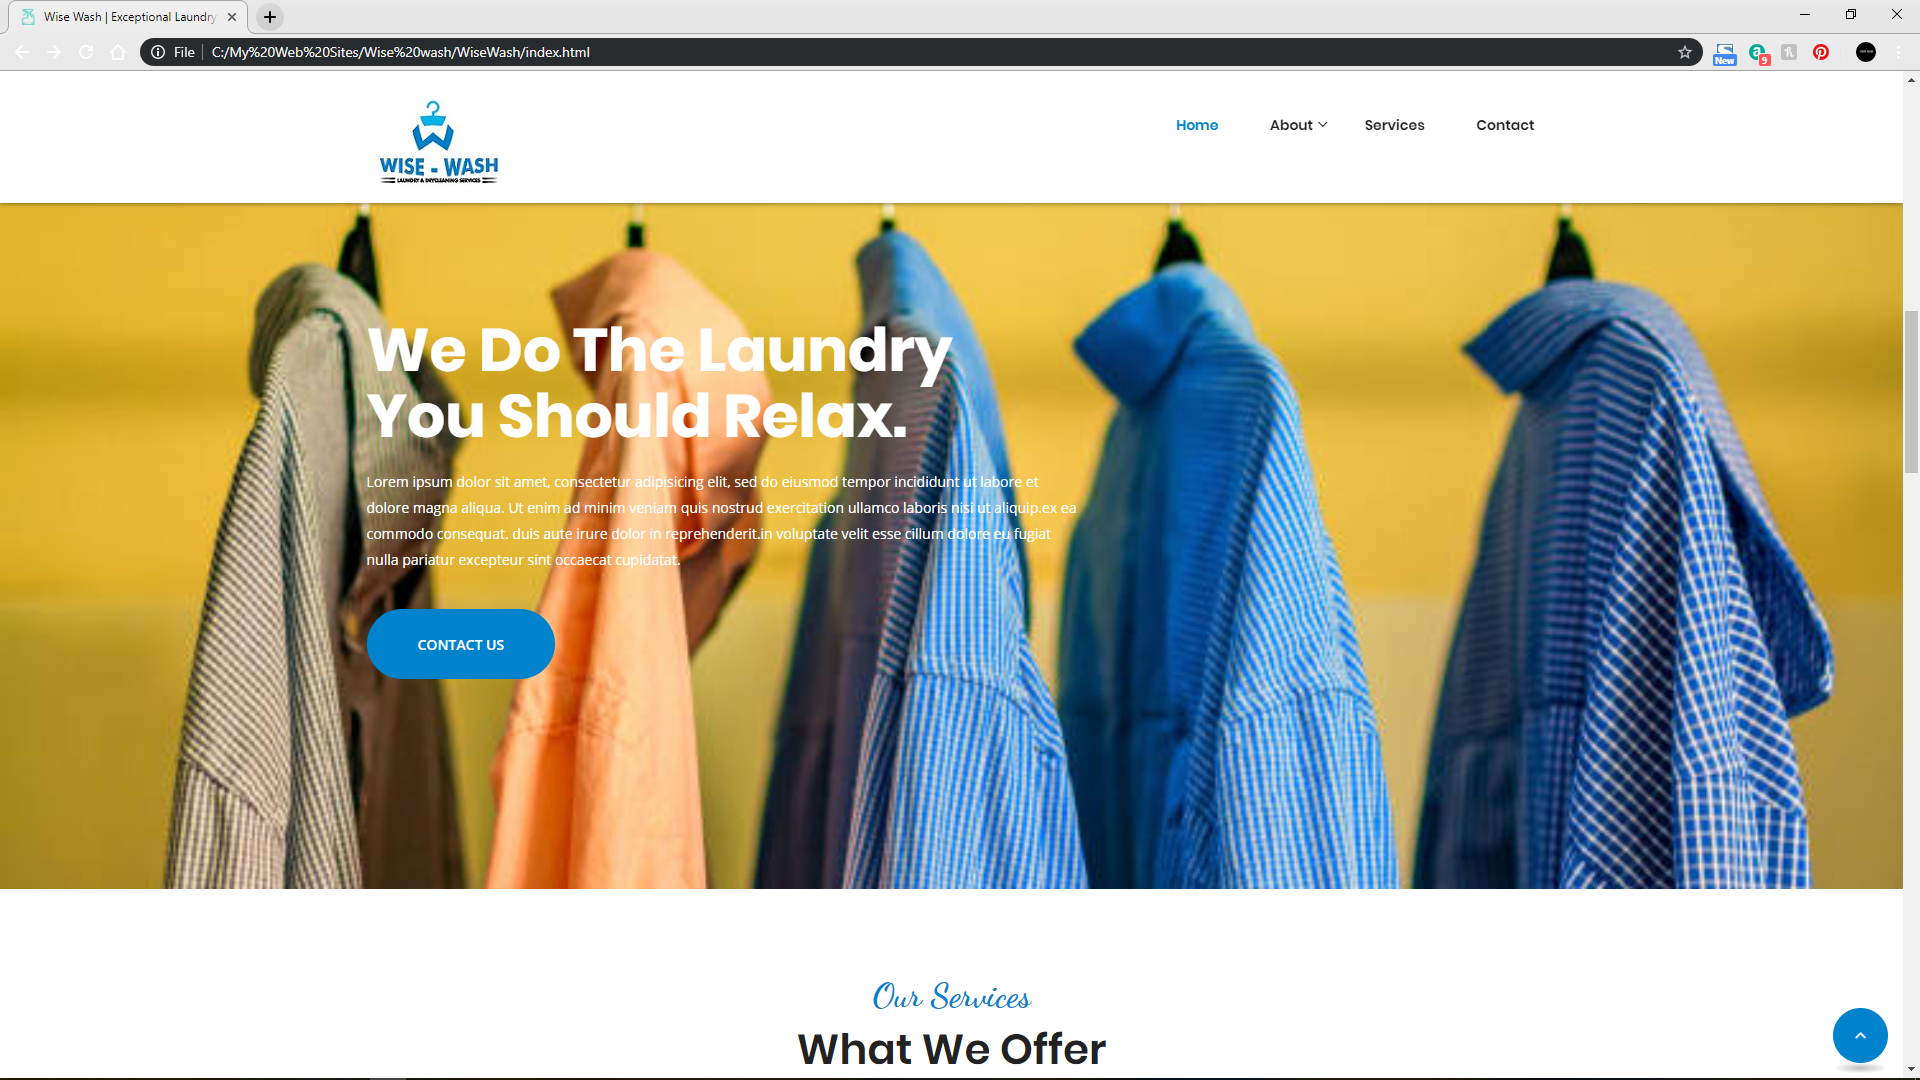 Wise Wash | Exceptional Laundry
File
C:/My%20Web%20Sites/Wise%20wash/WiseWash/index.html
New
9
WISE - WASH
LAUNDRY & DRYCLEANING SERVICES
Home
About
Services
Contact
We Do The Laundry
You Should Relax.
Lorem ipsum dolor sit amet, consectetur adipisicing elit, sed do eiusmod tempor incididunt ut labore et
dolore magna aliqua. Ut enim ad minim veniam quis nostrud exercitation ullamco laboris nisi ut aliquip.ex ea
commodo consequat. duis aute irure dolor in reprehenderit.in voluptate velit esse cillum dolore eu fugiat
nulla pariatur excepteur sint occaecat cupidatat.
CONTACT US
Our Services
What We Offer